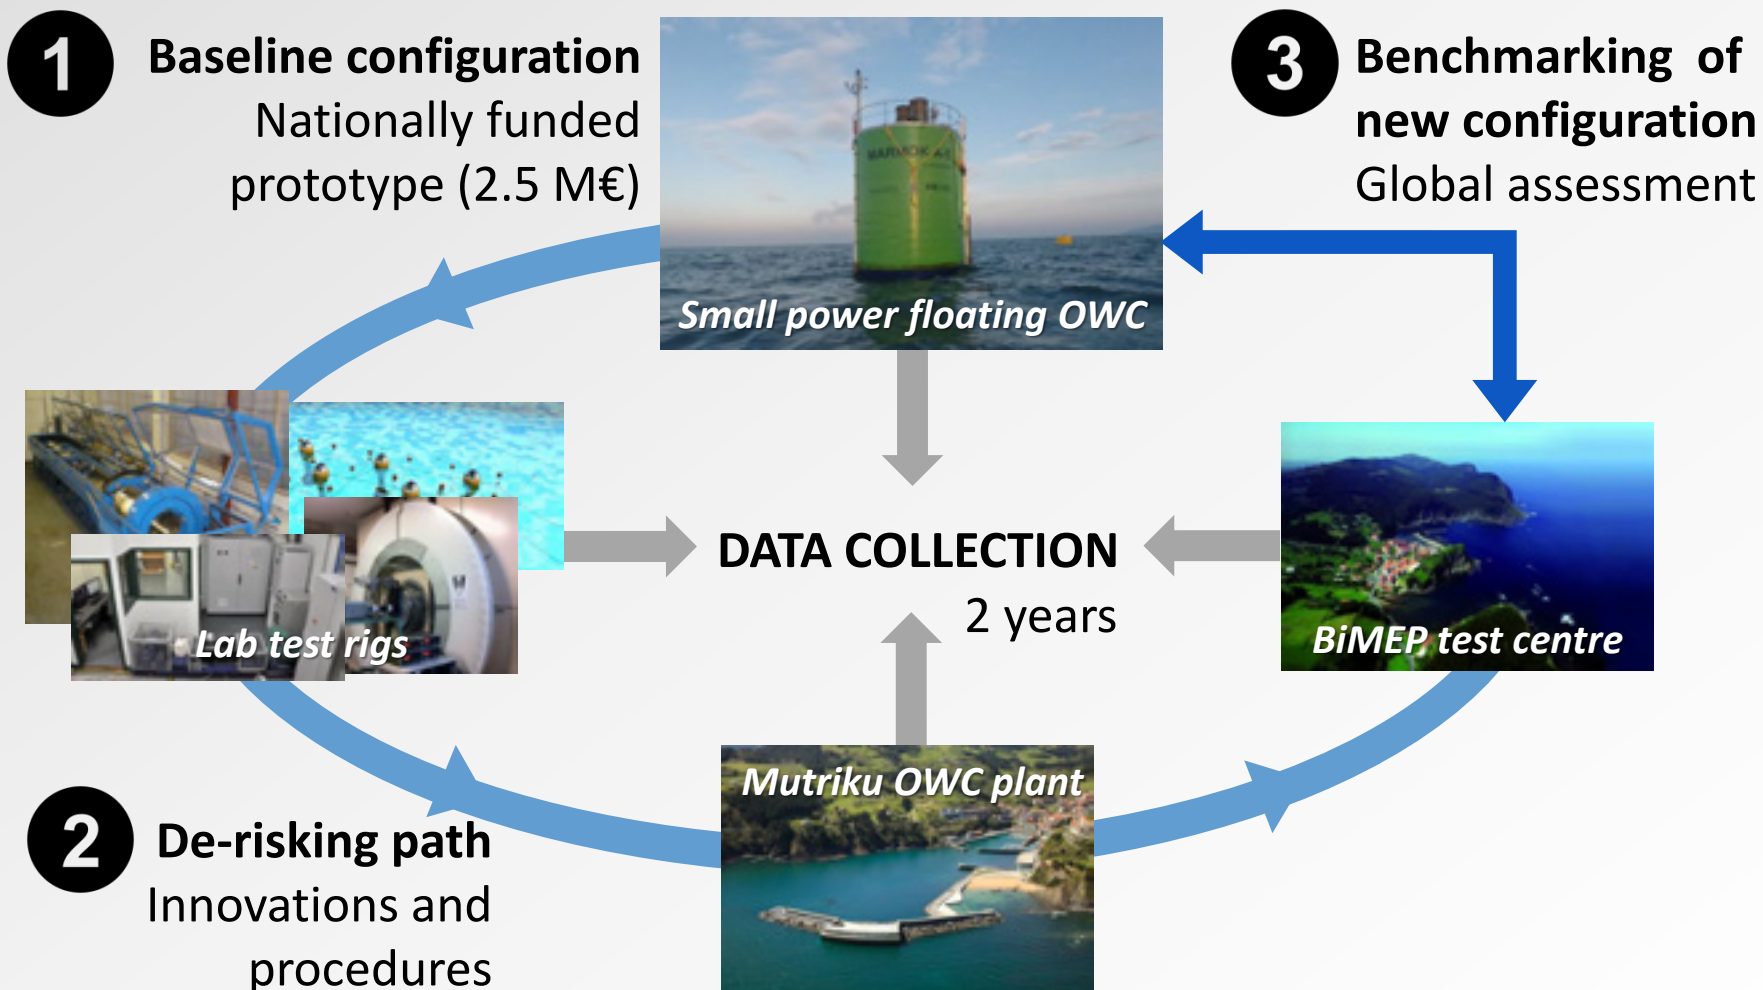 1
Baseline configuration
Nationally funded
prototype (2.5 M€)
MARMOK A-5
Small power floating OWC
3
Benchmarking of
new configuration
Global assessment
Lab test rigs
DATA COLLECTION
2 years
BiMEP test centre
Mutriku OWC plant
2
De-risking path
Innovations and
procedures